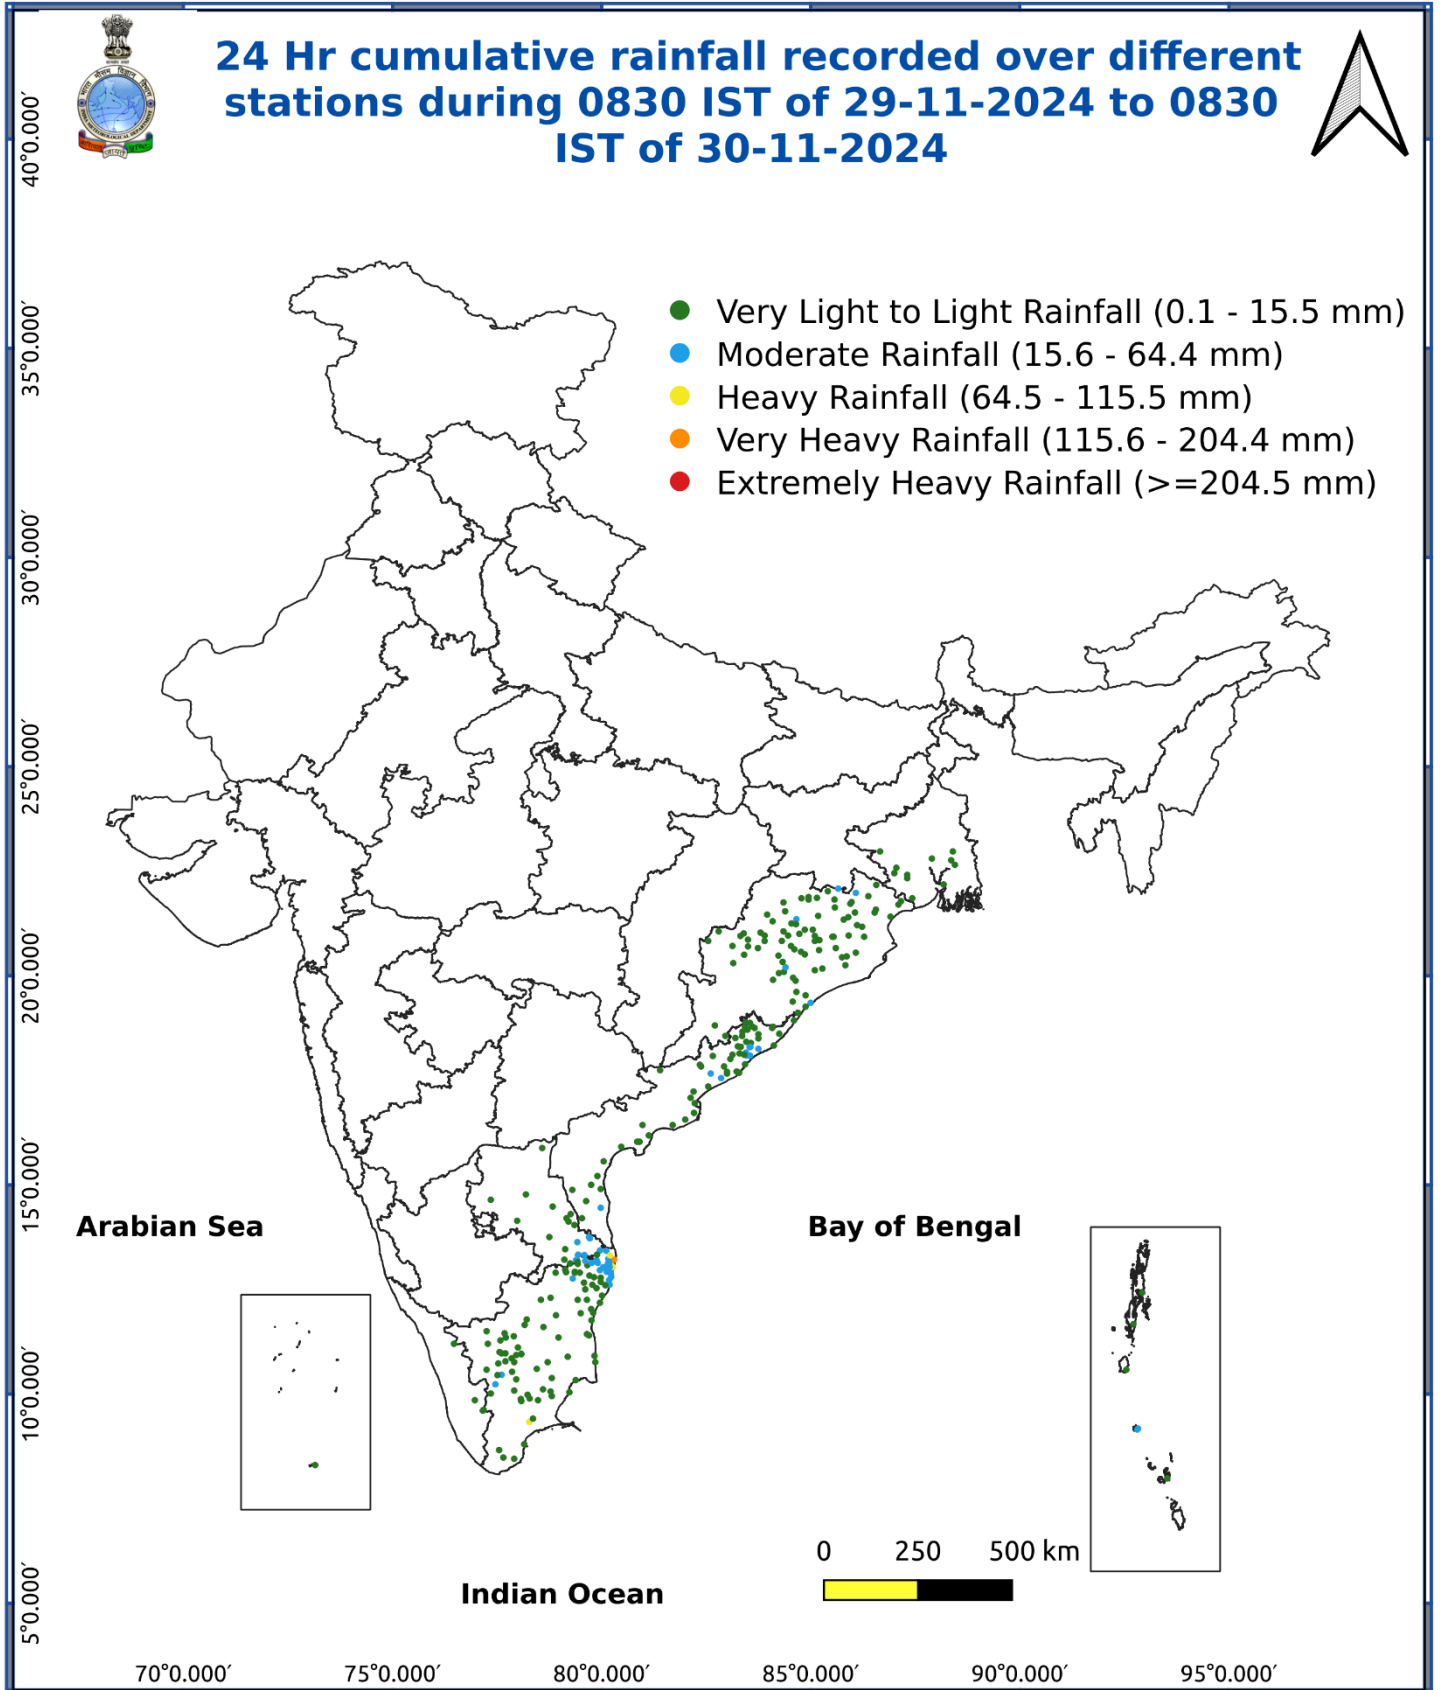 24 Hr cumulative rainfall recorded over different
stations during 0830 IST of 29-11-2024 to 0830
IST of 30-11-2024
Very Light to Light Rainfall (0.1 - 15.5 mm)
Moderate Rainfall (15.6 - 64.4 mm)
Heavy Rainfall (64.5 - 115.5 mm)
Very Heavy Rainfall (115.6 - 204.4 mm)
Extremely Heavy Rainfall (>=204.5 mm)
40°0.000′
35°0.000′
30°0.000′
25°0.000′
20°0.000′
15°0.000′
10°0.000′
5°0.000′
Arabian Sea
Bay of Bengal
Indian Ocean
0 250 500 km
70°0.000′ 75°0.000′ 80°0.000′ 85°0.000′ 90°0.000′ 95°0.000′